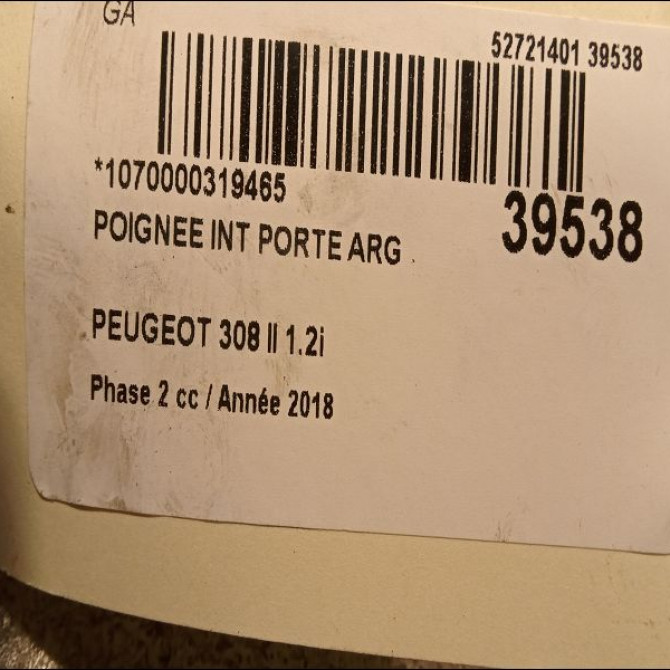 GA
52721401 39538
*1070000319465
39538
POIGNEE INT PORTE ARG
PEUGEOT 308 II 1.2i
Phase 2 cc / Année 2018